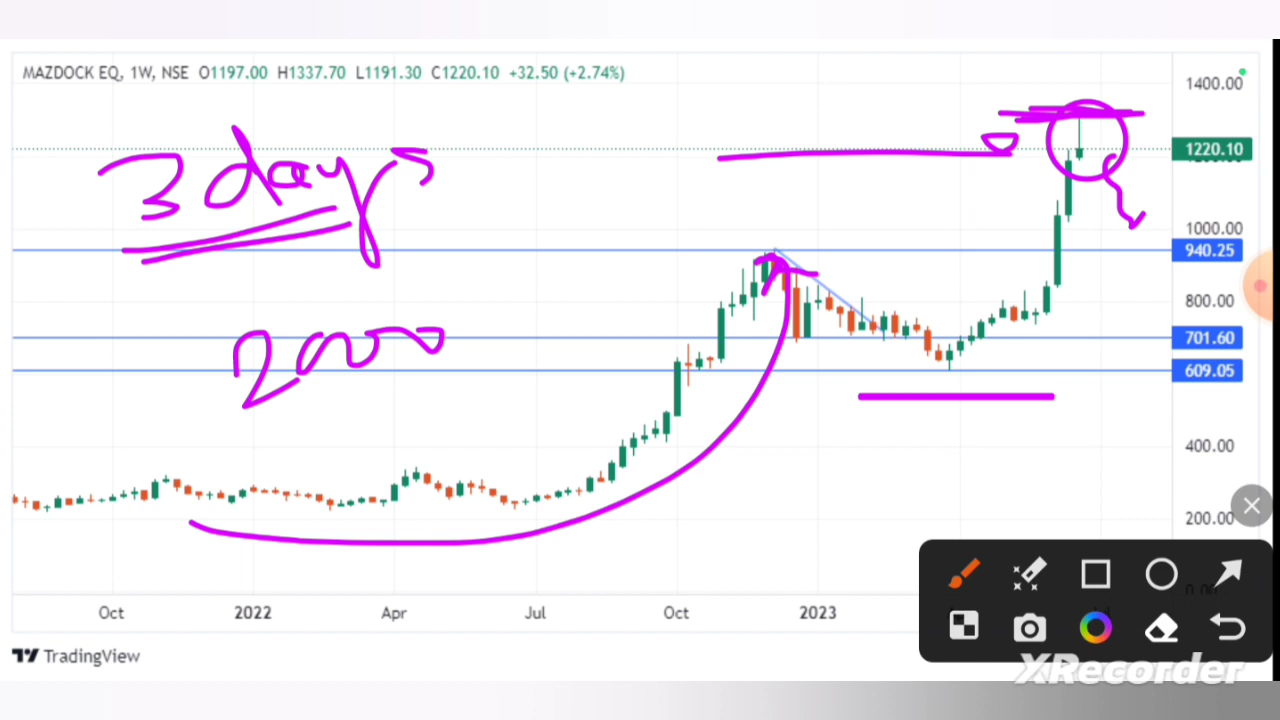 MAZDOCK EQ, 1W, NSE O1197.00 H1337.70 L1191.30 C1220.10 +32.50 (+2.74%)
1400.00
1220.10
3 days
1000.00
940.25
800.00
2000
701.60
609.05
400.00
200.00
Oct 2022 Apr Jul Oct 2023
TradingView
XRecorder